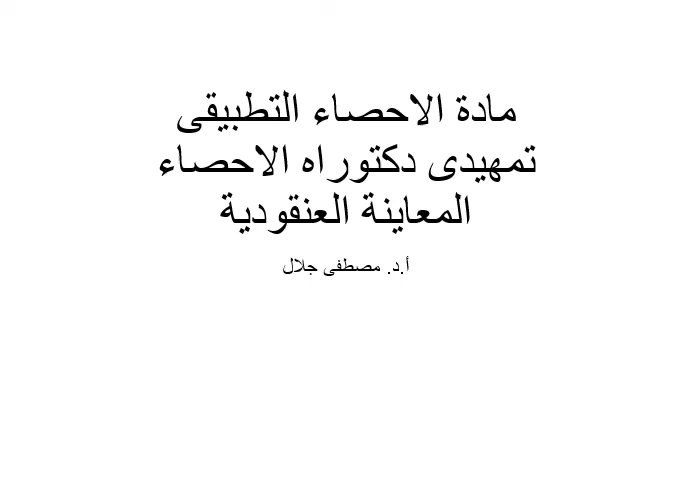 مادة الاحصاء التطبيقى
تمهيدى دكتوراه الاحصاء
المعاينة العنقودية
أ.د. مصطفى جلال